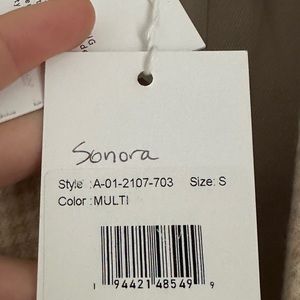 Sonora
Style :A-01-2107-703 Size: S
Color :MULTI
1 94421 48549 9